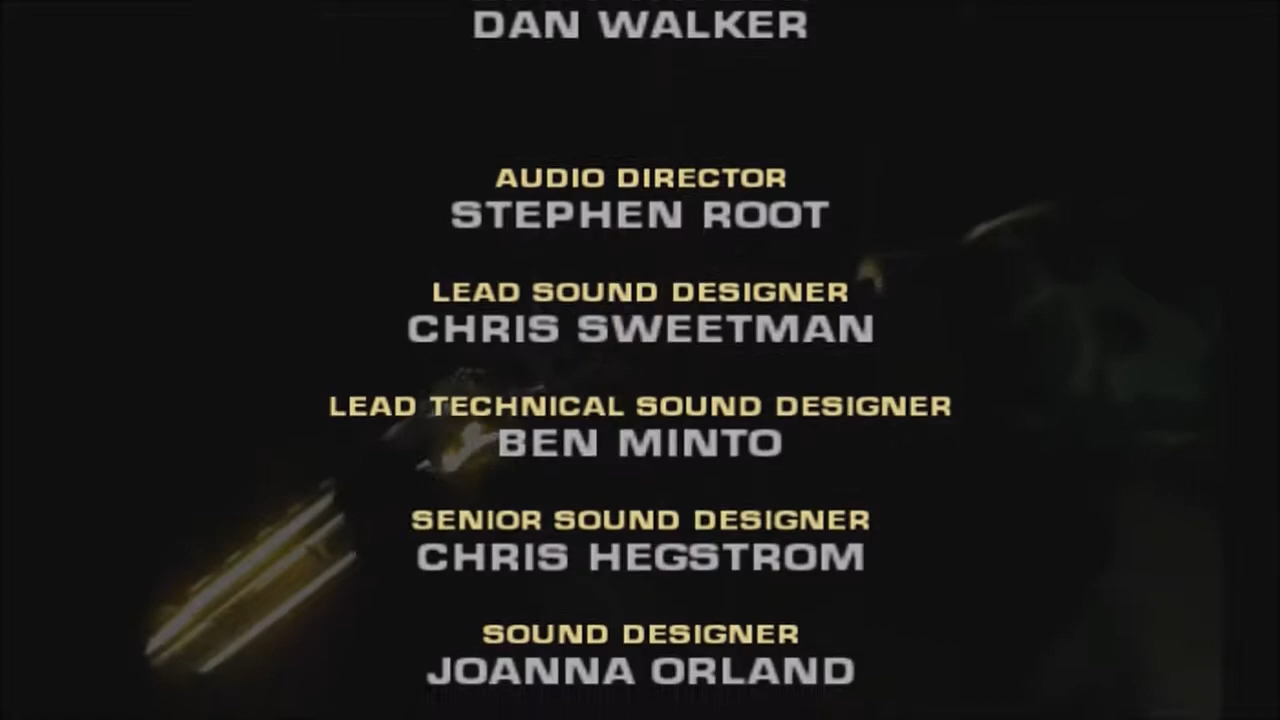 DAN WALKER
AUDIO DIRECTOR
STEPHEN ROOT
LEAD SOUND DESIGNER
CHRIS SWEETMAN
LEAD TECHNICAL SOUND DESIGNER
BEN MINTO
SENIOR SOUND DESIGNER
CHRIS HEGSTROM
SOUND DESIGNER
JOANNA ORLAND